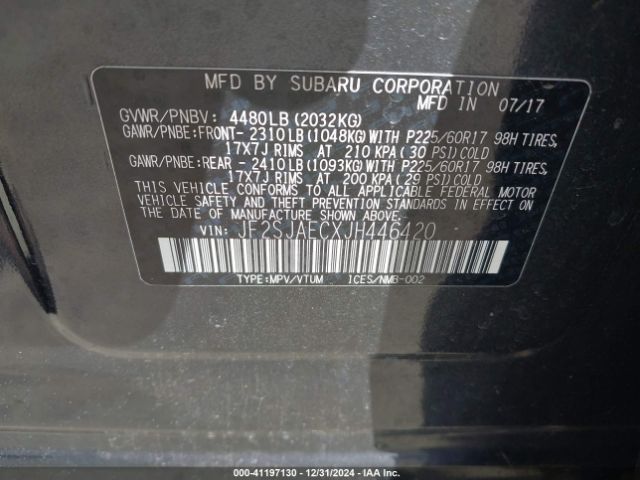 MFD BY SUBARU CORPORATION
MFD IN 07/17
GVWR/PNBV: 4480LB(2032KG)
GAWR/PNBE:FRONT- 2310LB(1048KG)WITH P225/60R17 98H TIRES,
17X7J RIMS AT 210 KPA(30 PSI)COLD
GAWR/PNBE:REAR - 2410LB(1093KG)WITH P225/60R17 98H TIRES,
17X7J RIMS AT 200 KPA(29 PSI)COLD
THIS VEHICLE CONFORMS TO ALL APPLICABLE FEDERAL MOTOR
VEHICLE SAFETY AND THEFT PREVENTION STANDARDS IN EFFECT ON
THE DATE OF MANUFACTURE SHOWN ABOVE.
VIN: JF2SJAECXJH446420
TYPE:MPV/VTUM ICES/NMB-002
000-41197130 - 12/31/2024 - IAA Inc.